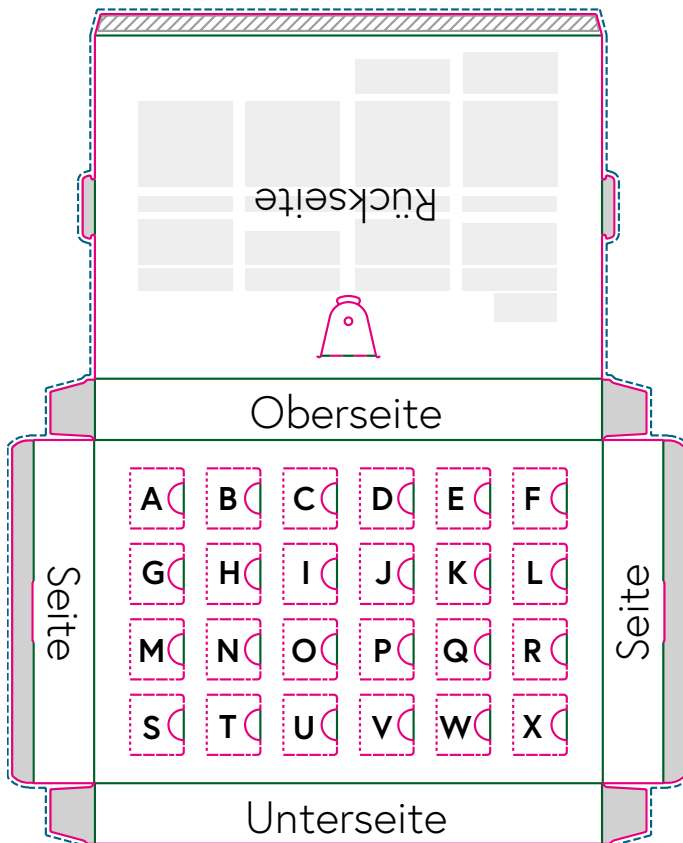 Rückseite
Oberseite
A B C D E F
Seite
G H I J K L
Seite
M N O P Q R
S T U V W X
Unterseite